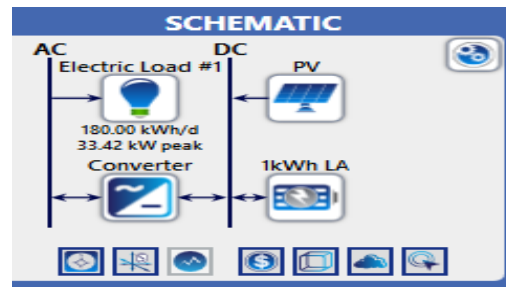 SCHEMATIC
AC DC
Electric Load #1 PV
180.00 kWh/d
33.42 kW peak
Converter 1kWh LA